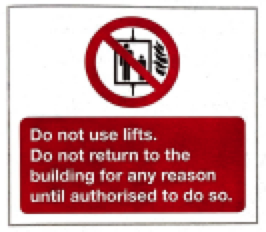 Do not use lifts.
Do not return to the
building for any reason
until authorised to do so.